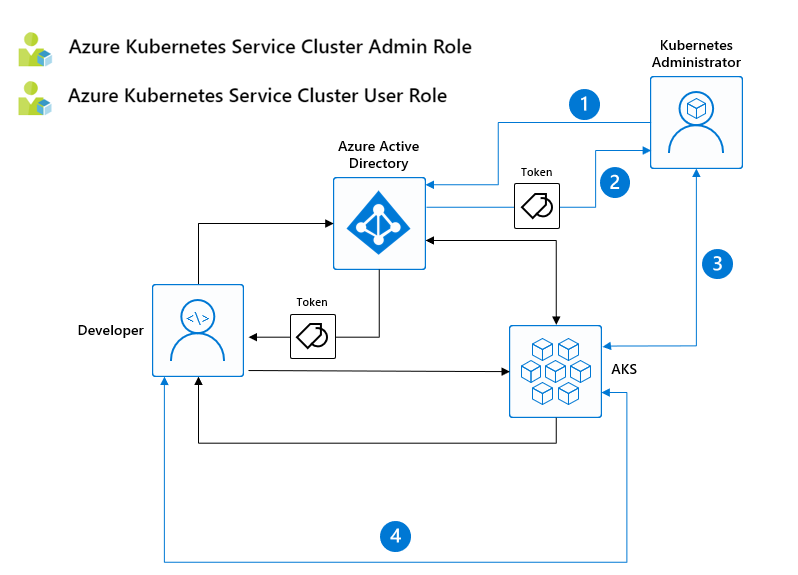 Azure Kubernetes Service Cluster Admin Role
Azure Kubernetes Service Cluster User Role
Kubernetes
Administrator
1
Azure Active
Directory
Token
2
3
Token
</>
Developer
AKS
4